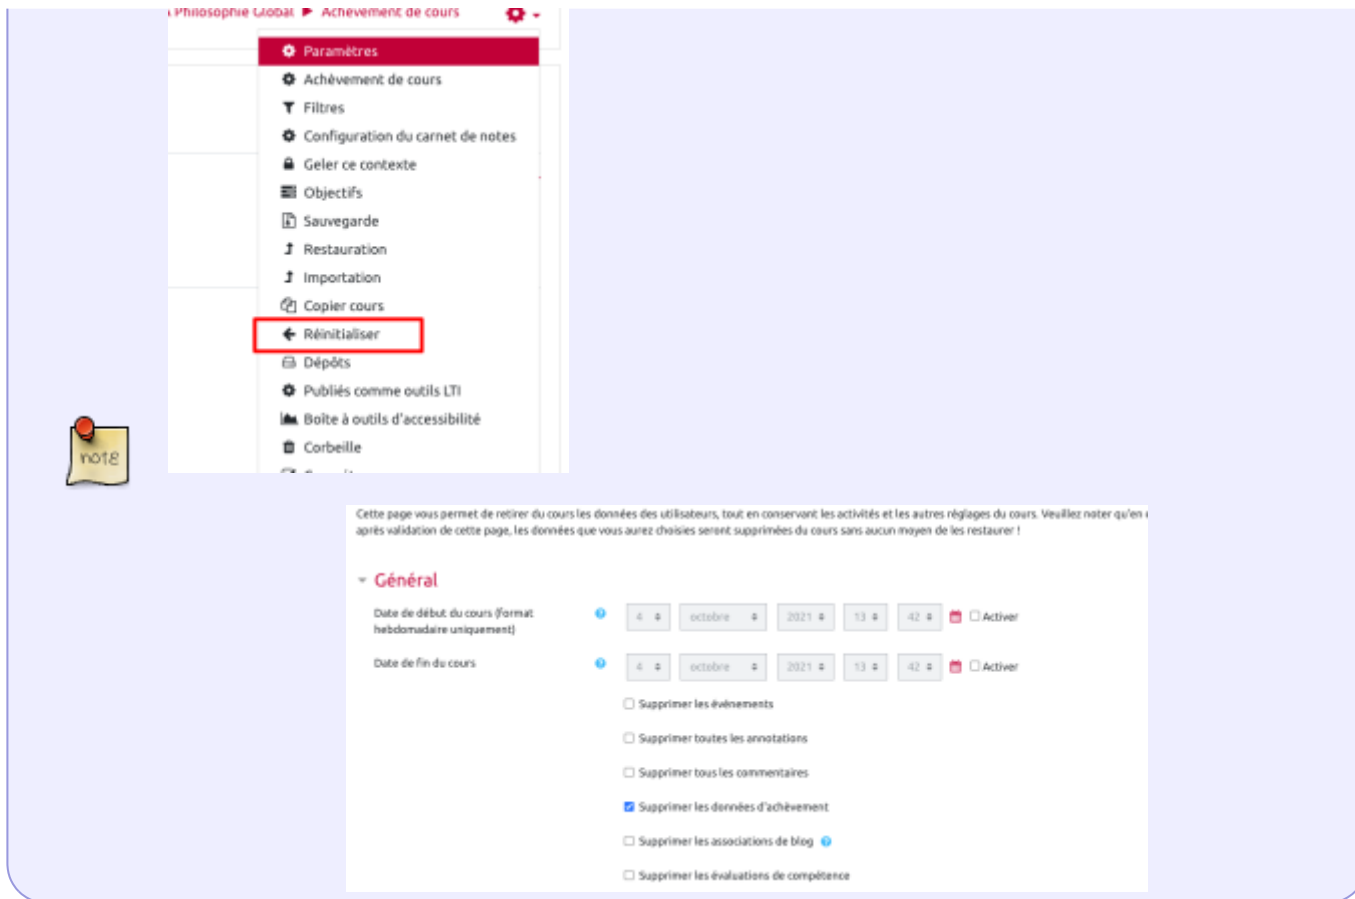 Philosophie Global ► Achèvement de cours
Paramètres
Achèvement de cours
Filtres
Configuration du carnet de notes
Geler ce contexte
Objectifs
Sauvegarde
Restauration
Importation
Copier cours
Réinitialiser
Dépôts
Publiés comme outils LTI
Boîte à outils d'accessibilité
Corbeille
note
Cette page vous permet de retirer du cours les données des utilisateurs, tout en conservant les activités et les autres réglages du cours. Veuillez noter qu'en
après validation de cette page, les données que vous aurez choisies seront supprimées du cours sans aucun moyen de les restaurer !
Général
Date de début du cours (format
hebdomadaire uniquement)
4 octobre 2021 13 42 Activer
Date de fin du cours
4 octobre 2021 13 42 Activer
Supprimer les événements
Supprimer toutes les annotations
Supprimer tous les commentaires
Supprimer les données d'achèvement
Supprimer les associations de blog
Supprimer les évaluations de compétence